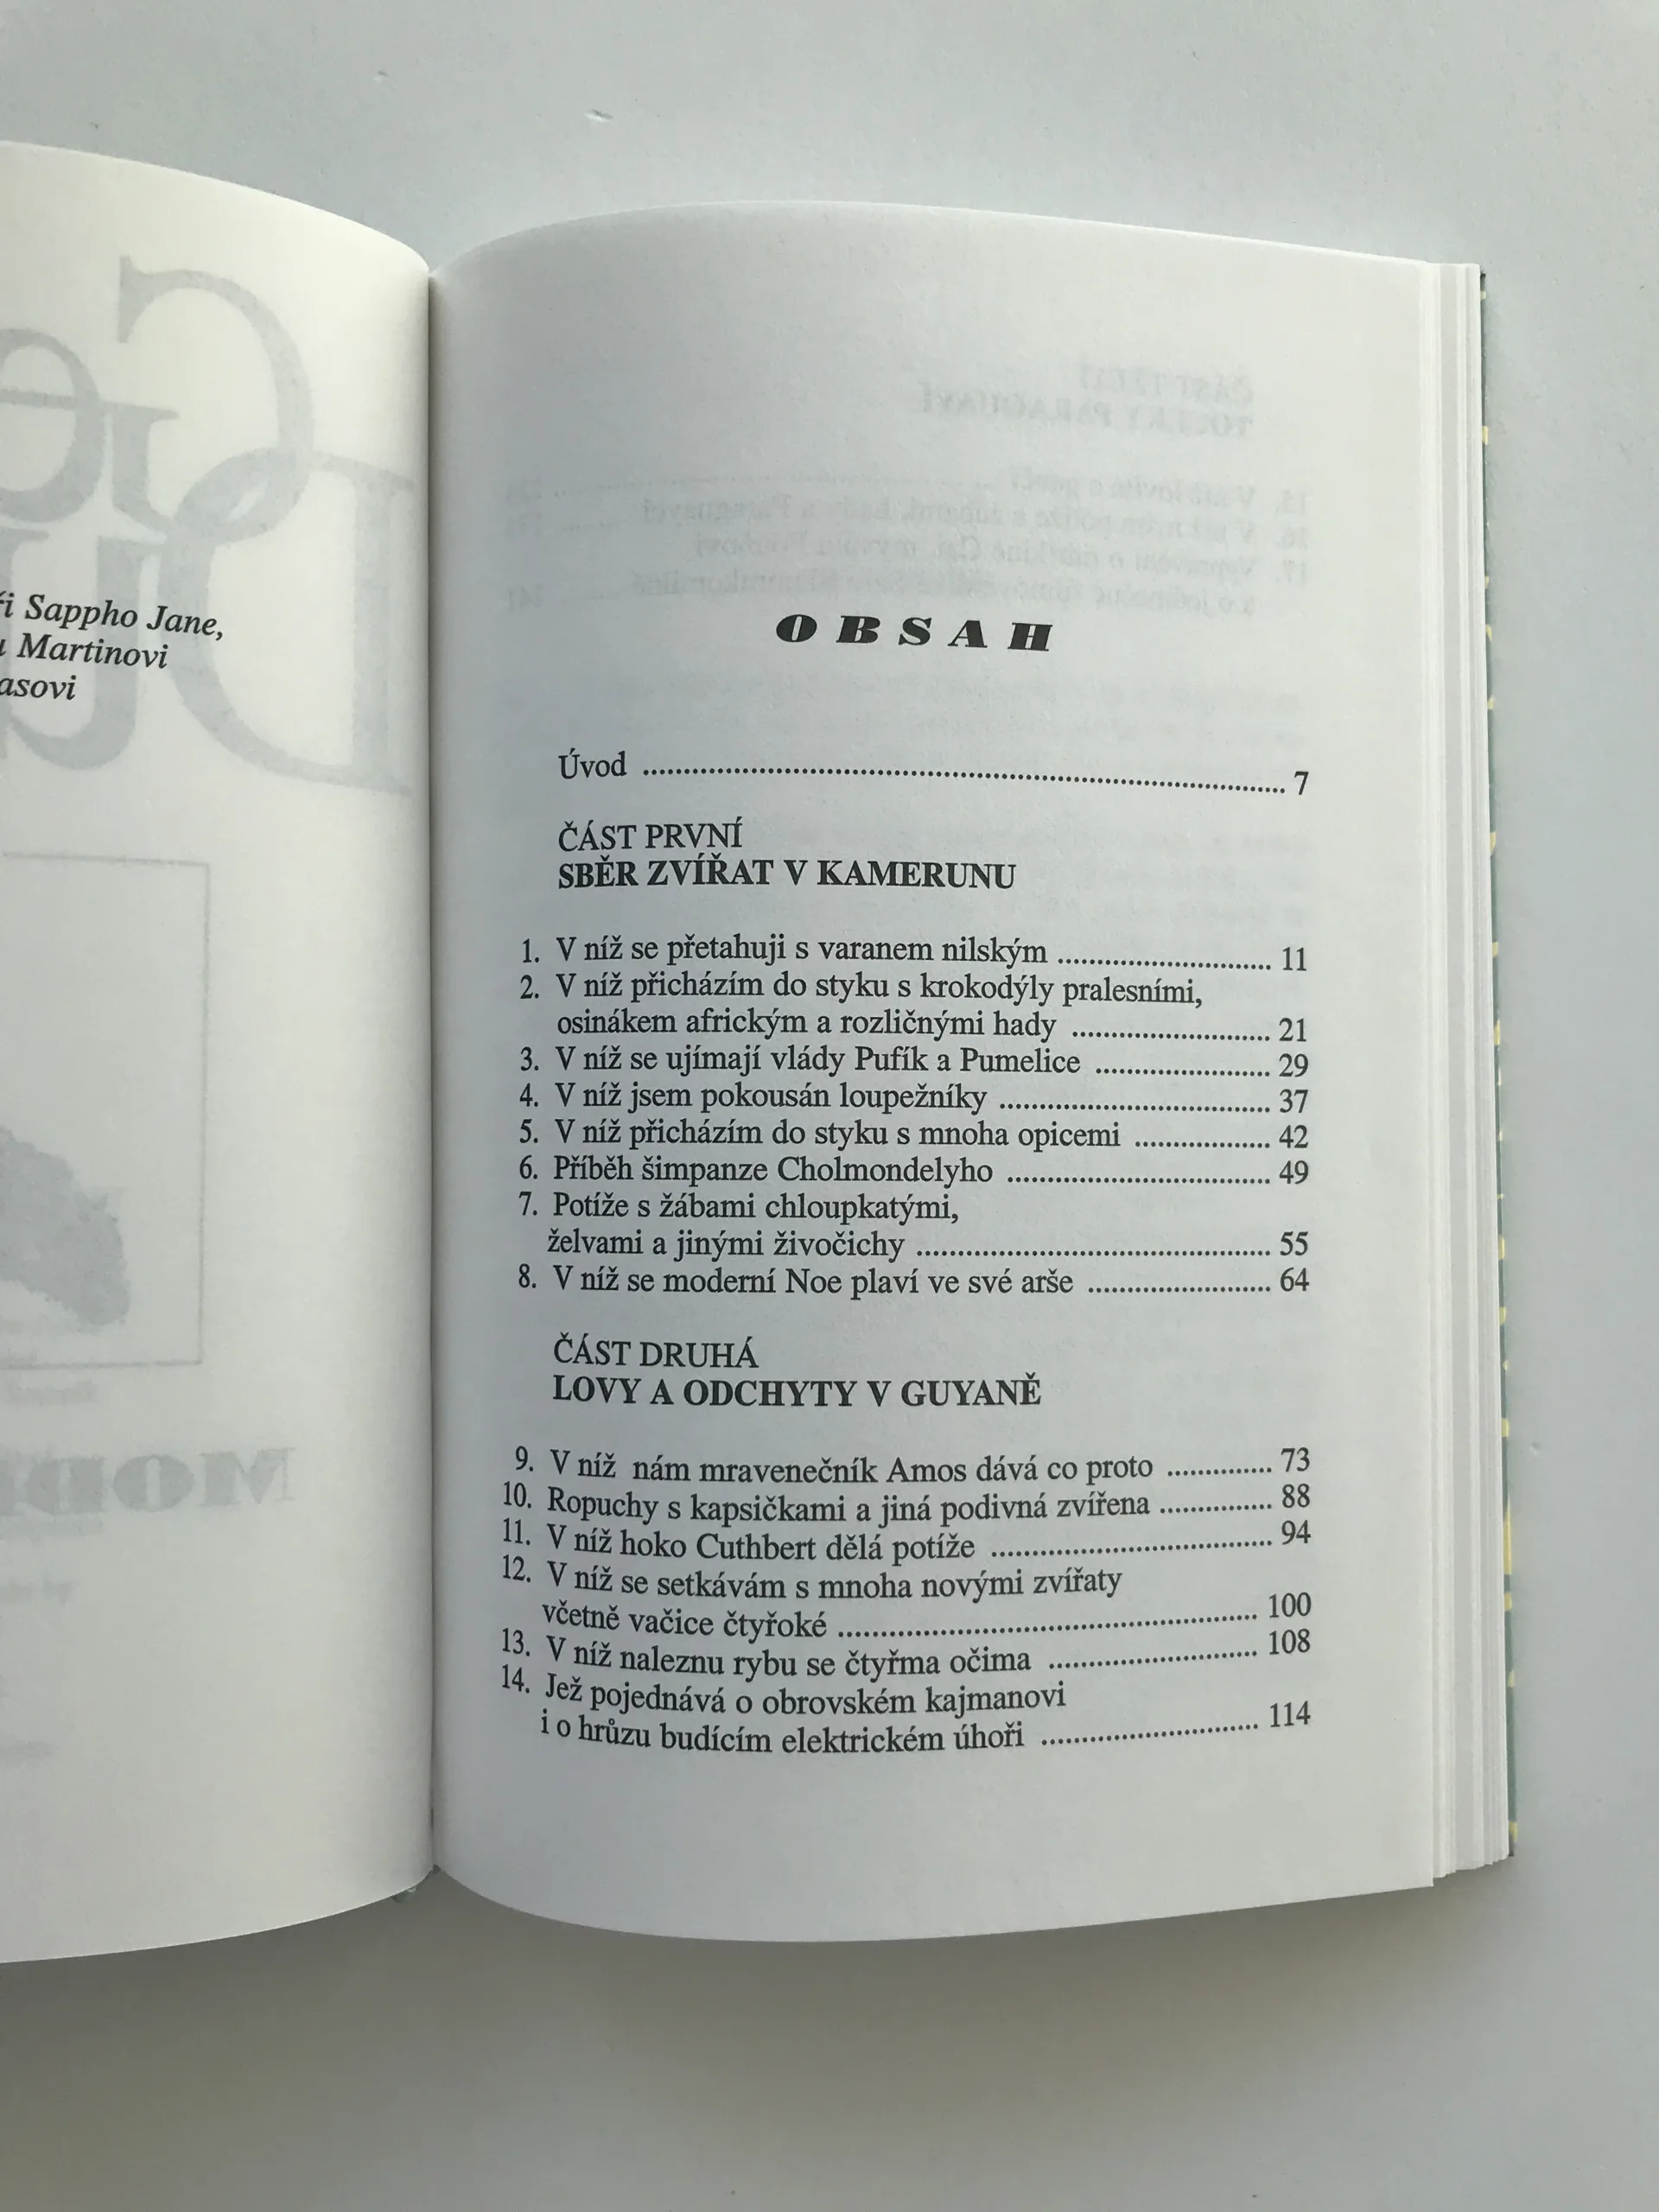 ři Sappho Jane,
Martinovi
asovi
OBSAH
Úvod ........ 7
ČÁST PRVNÍ
SBĚR ZVÍŘAT V KAMERUNU
1. V níž se přetahuji s varanem nilským ........ 11
2. V níž přicházím do styku s krokodýly pralesními,
osinákem africkým a rozličnými hady ........ 21
3. V níž se ujímají vlády Pufík a Pumelice ........ 29
4. V níž jsem pokousán loupežníky ........ 37
5. V níž přicházím do styku s mnoha opicemi ........ 42
6. Příběh šimpanze Cholmondelyho ........ 49
7. Potíže s žábami chloupkatými,
želvami a jinými živočichy ........ 55
8. V níž se moderní Noe plaví ve své arše ........ 64
ČÁST DRUHÁ
LOVY A ODCHYTY V GUYANĚ
9. V níž nám mravenečník Amos dává co proto ........ 73
10. Ropuchy s kapsičkami a jiná podivná zvířena ........ 88
11. V níž hoko Cuthbert dělá potíže ........ 94
12. V níž se setkávám s mnoha novými zvířaty
včetně vačice čtyřoké ........ 100
13. V níž naleznu rybu se čtyřma očima ........ 108
14. Jež pojednává o obrovském kajmanovi
i o hrůzu budícím elektrickém úhoři ........ 114